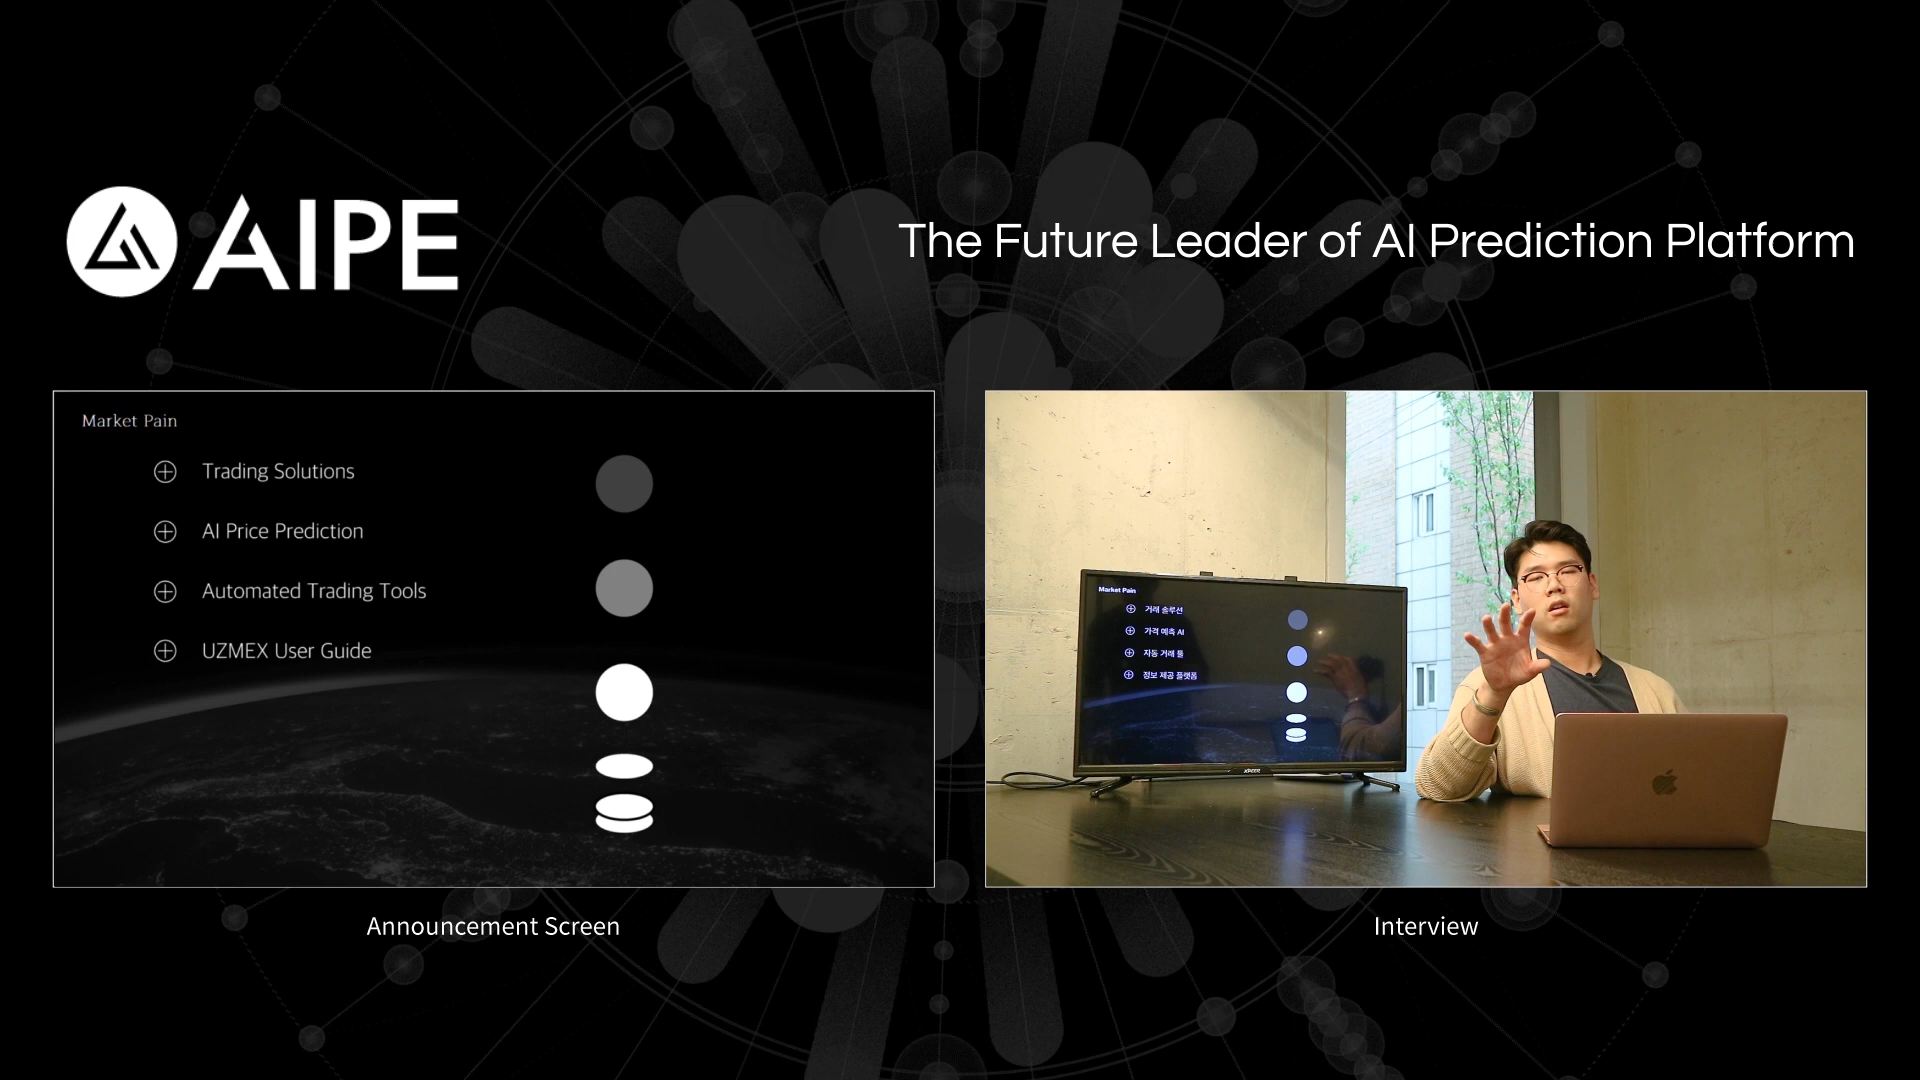 AIPE
The Future Leader of AI Prediction Platform
Market Pain
Trading Solutions
AI Price Prediction
Automated Trading Tools
UZMEX User Guide
Market Pain
거래 솔루션
가격 예측 AI
자동 거래 툴
정보 제공 플랫폼
XPEER
Announcement Screen
Interview